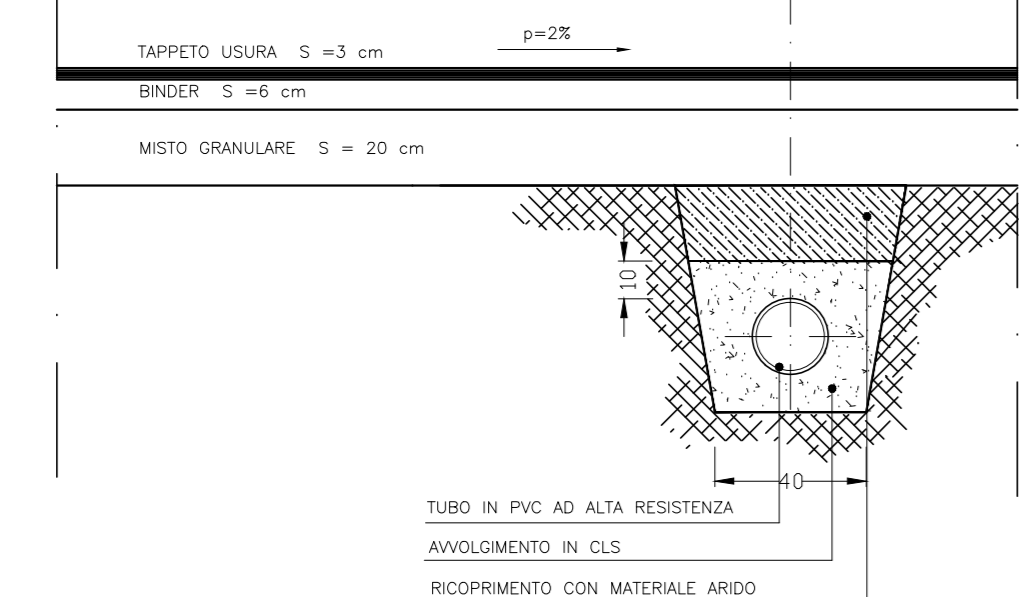 p=2%
TAPPETO USURA S =3 cm
BINDER S =6 cm
MISTO GRANULARE S = 20 cm
10
40
TUBO IN PVC AD ALTA RESISTENZA
AVVOLGIMENTO IN CLS
RICOPRIMENTO CON MATERIALE ARIDO